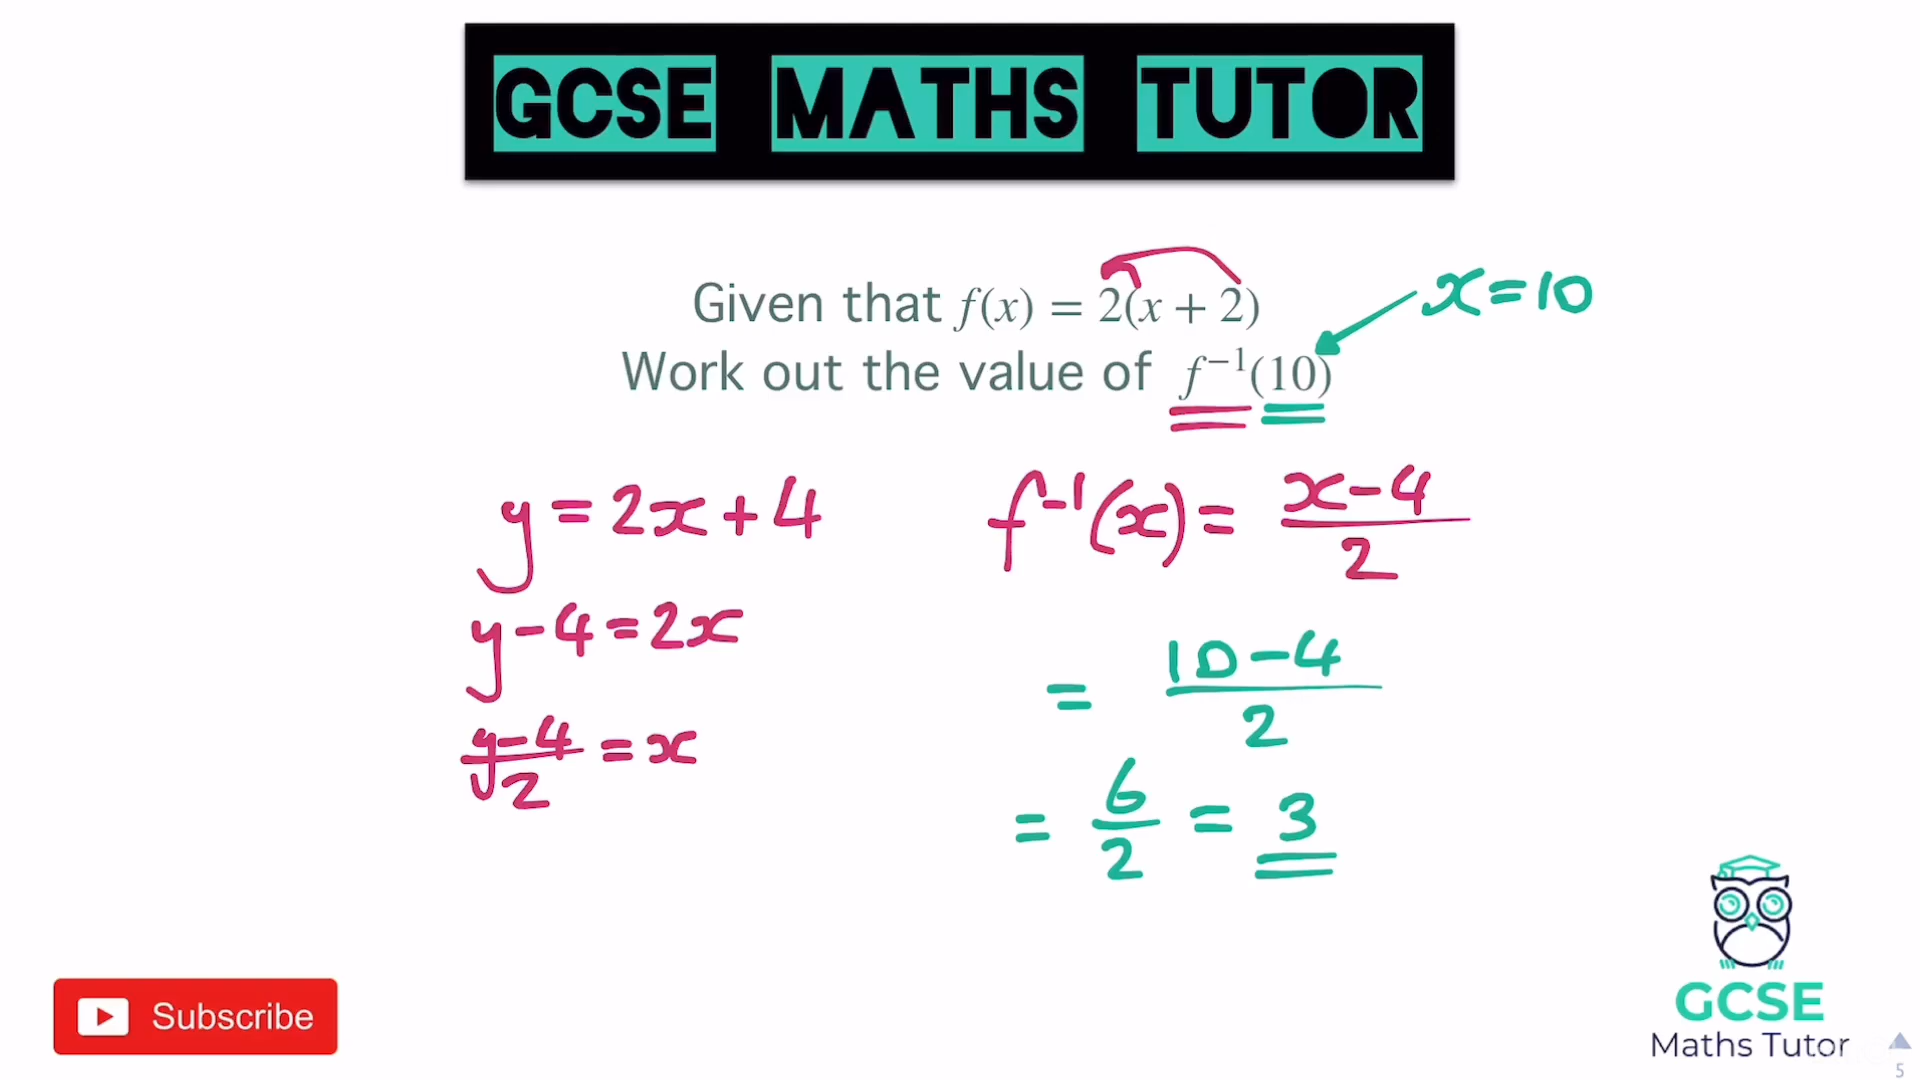 GCSE MATHS TUTOR
Given that f(x) = 2(x + 2)
x = 10
Work out the value of f⁻¹(10)
y = 2x + 4
y - 4 = 2x
y-4/2 = x
f⁻¹(x) = x-4/2
= 10-4/2
= 6/2 = 3
Subscribe
GCSE
Maths Tutor
5